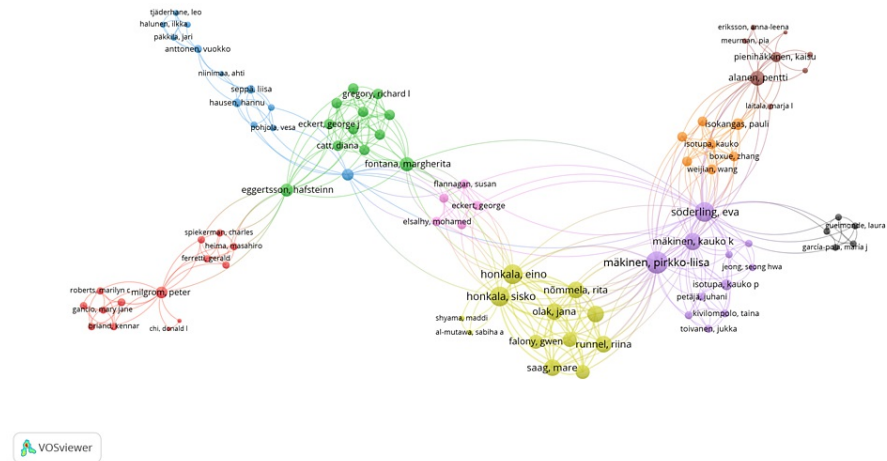 tjäderhane, leo
halunen, ilkka
päkkilä, jari
anttonen, vuokko
niinimaa, ahti
seppä, liisa
hausen, hannu
pohjola, vesa
gregory, richard l
eckert, george j
catt, diana
fontana, margherita
eggertsson, hafsteinn
flannagan, susan
eckert, george
elsalhy, mohamed
spiekerman, charles
heima, masahiro
ferretti, gerald
roberts, marilyn c
milgrom, peter
gancio, mary jane
briand, kennar
chi, donald l
eriksson, anna-leena
meurman, pia
pienihäkkinen, kaisu
alanen, pentti
laitala, marja l
isokangas, pauli
isotupa, kauko
boxue, zhang
weijian, wang
söderling, eva
gueimonde, laura
garcía-pola, maría j
mäkinen, kauko k
mäkinen, pirkko-liisa
jeong, seong hwa
isotupa, kauko p
petäjä, juhani
kivilompolo, taina
toivanen, jukka
honkala, eino
honkala, sisko
nõmmela, rita
olak, jana
shyama, maddi
al-mutawa, sabiha a
falony, gwen
runnel, riina
saag, mare
VOSviewer